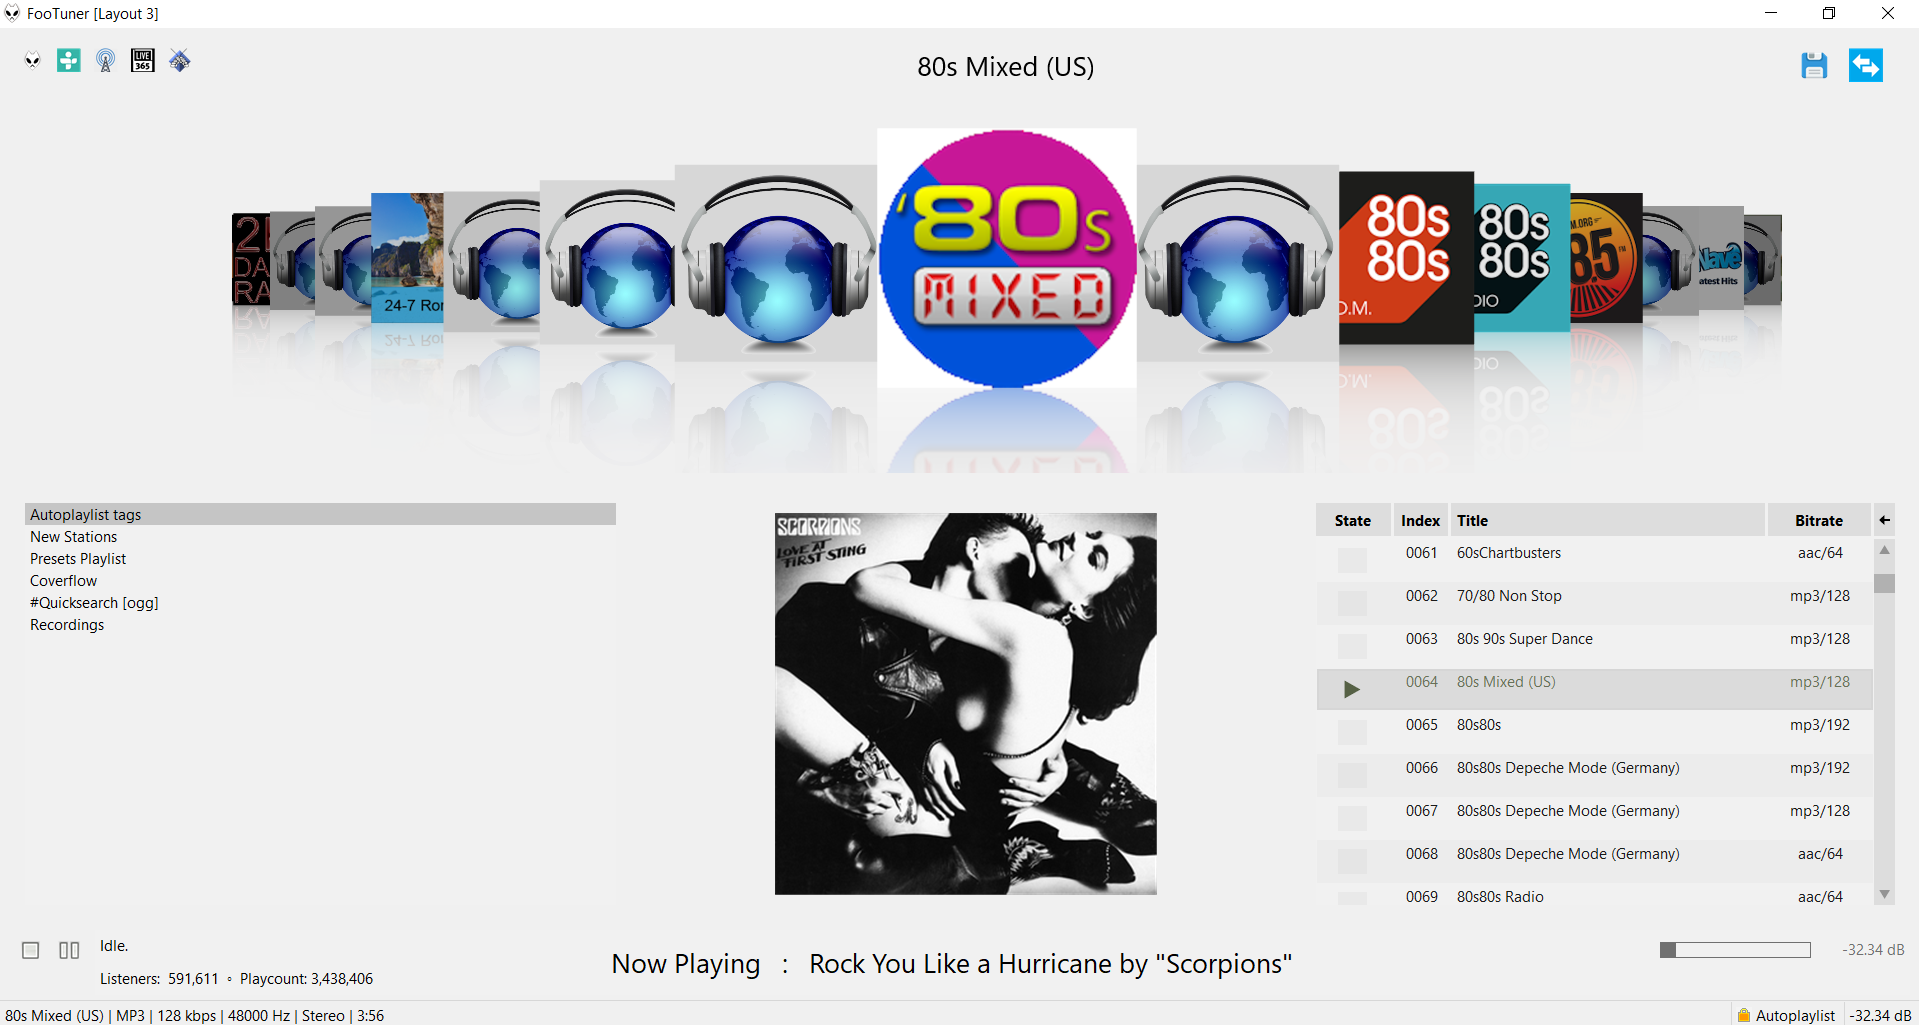 FooTuner [Layout 3]
LIVE
365
80s Mixed (US)
24-7 Ror
'80s
MIXED
80s
80s
D.M.
80s
80s
DIO
M.ORG
85
FM
Wave
atest Hits
Autoplaylist tags
New Stations
Presets Playlist
Coverflow
#Quicksearch [ogg]
Recordings
SCORPIONS
LOVE AT
FIRST STING
State Index Title Bitrate
0061 60sChartbusters aac/64
0062 70/80 Non Stop mp3/128
0063 80s 90s Super Dance mp3/128
0064 80s Mixed (US) mp3/128
0065 80s80s mp3/192
0066 80s80s Depeche Mode (Germany) mp3/192
0067 80s80s Depeche Mode (Germany) mp3/128
0068 80s80s Depeche Mode (Germany) aac/64
0069 80s80s Radio aac/64
Idle.
Listeners: 591,611 ◦ Playcount: 3,438,406
Now Playing : Rock You Like a Hurricane by "Scorpions"
-32.34 dB
80s Mixed (US) | MP3 | 128 kbps | 48000 Hz | Stereo | 3:56
Autoplaylist -32.34 dB